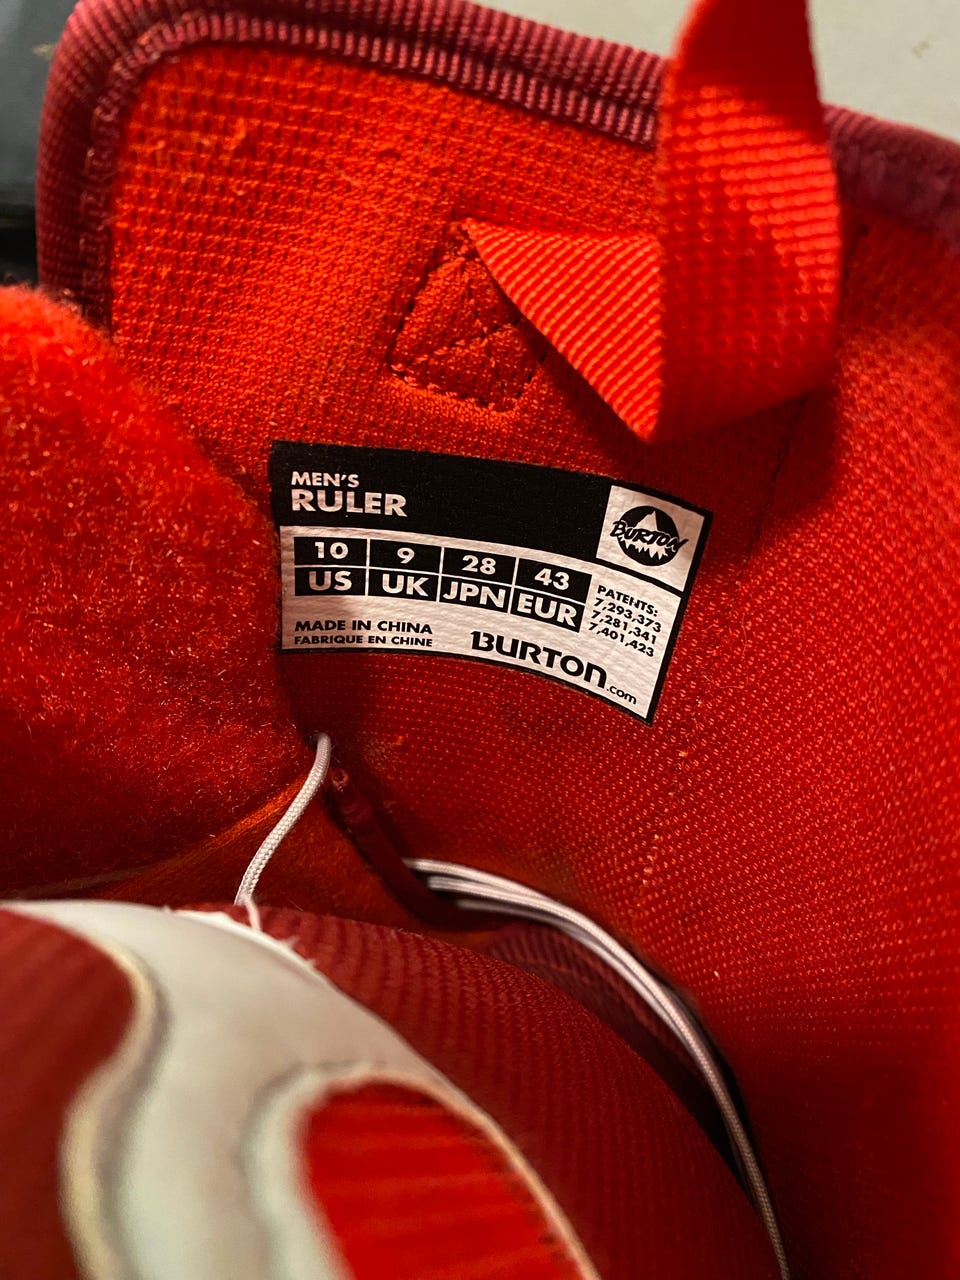 MEN'S
RULER
BURTON
10 9 28 43
US UK JPN EUR
PATENTS:
7,293,373
7,281,341
7,401,423
MADE IN CHINA
FABRIQUE EN CHINE
BURTON.com